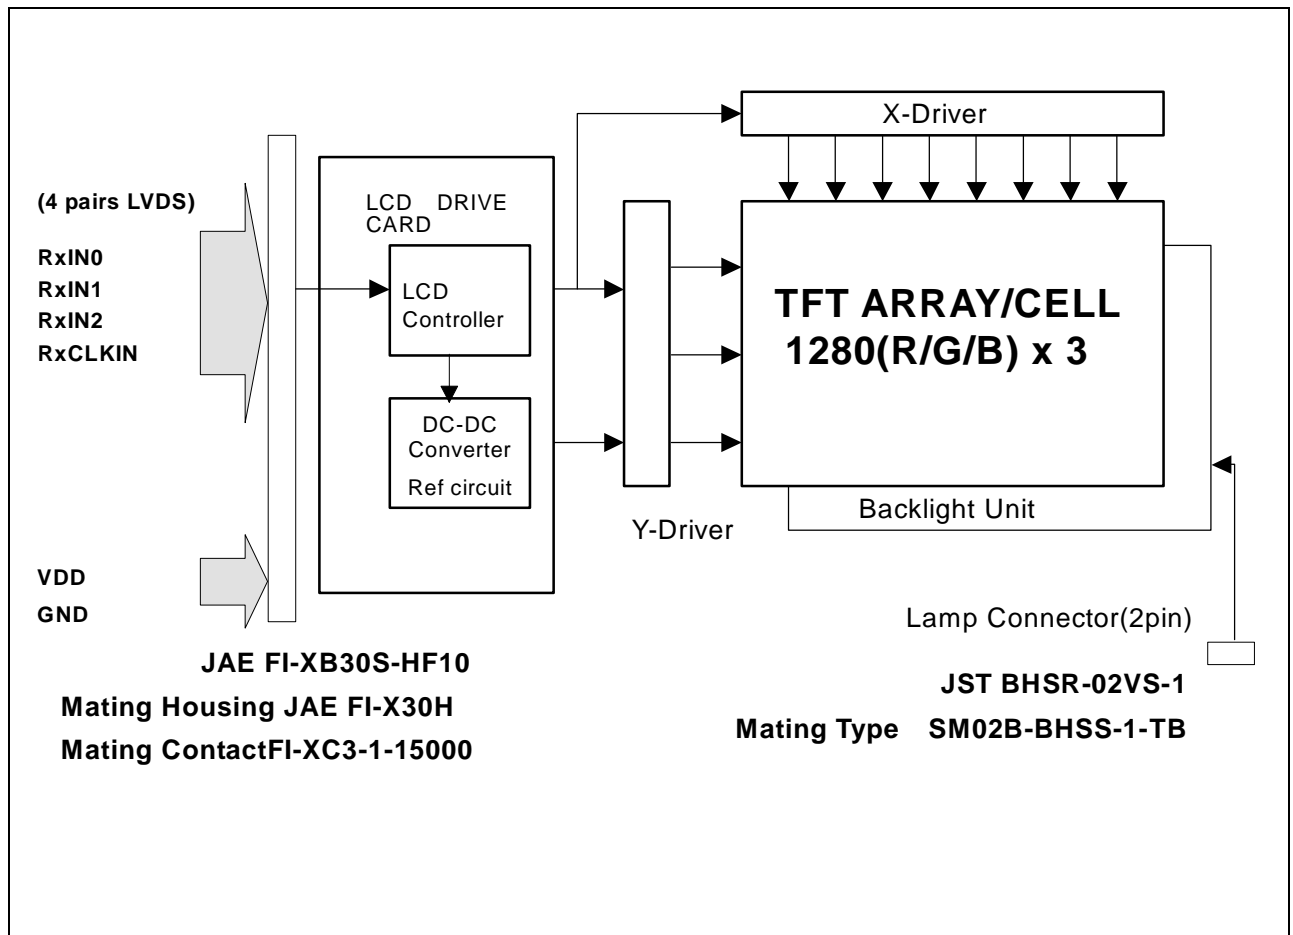 X-Driver
(4 pairs LVDS)
RxIN0
RxIN1
RxIN2
RxCLKIN
LCD DRIVE
CARD
LCD
Controller
DC-DC
Converter
Ref circuit
TFT ARRAY/CELL
1280(R/G/B) x 3
Backlight Unit
Y-Driver
VDD
GND
Lamp Connector(2pin)
JAE FI-XB30S-HF10
Mating Housing JAE FI-X30H
Mating ContactFI-XC3-1-15000
JST BHSR-02VS-1
Mating Type SM02B-BHSS-1-TB